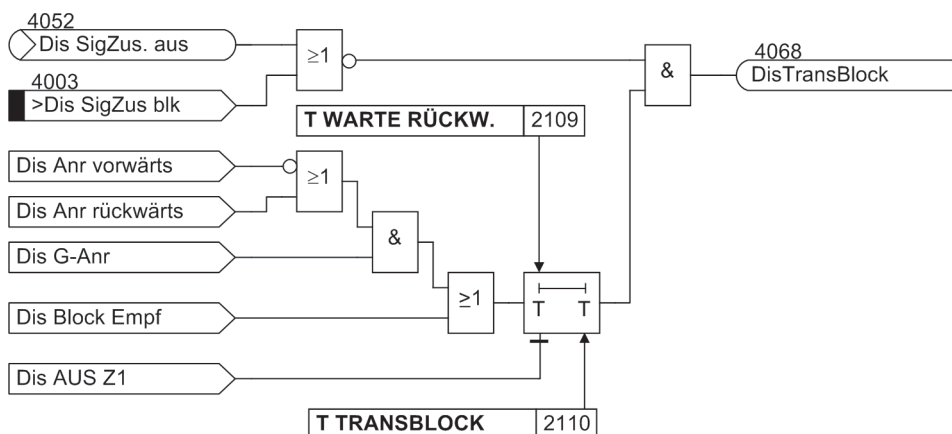 4052
Dis SigZus. aus
≥1
&
4068
DisTransBlock
4003
>Dis SigZus blk
T WARTE RÜCKW. 2109
Dis Anr vorwärts
≥1
Dis Anr rückwärts
&
Dis G-Anr
≥1
T T
Dis Block Empf
Dis AUS Z1
T TRANSBLOCK 2110